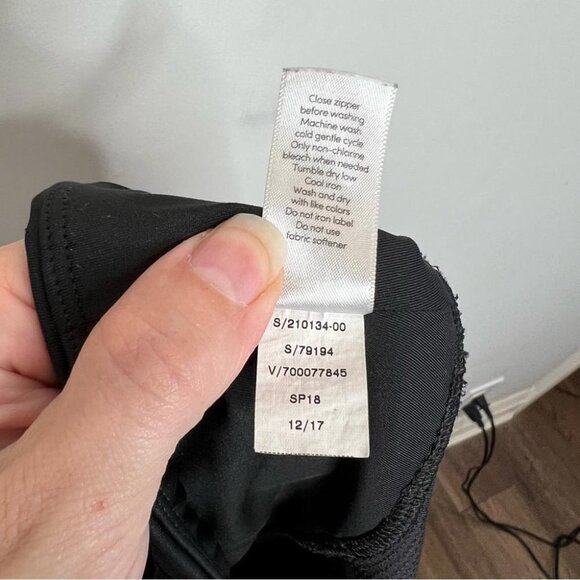 Close zipper
before washing
Machine wash
cold gentle cycle
Only non-chlorine
bleach when needed
Tumble dry low
Cool iron
Wash and dry
with like colors
Do not iron label
Do not use
fabric softener
S/210134-00
S/79194
V/700077845
SP18
12/17